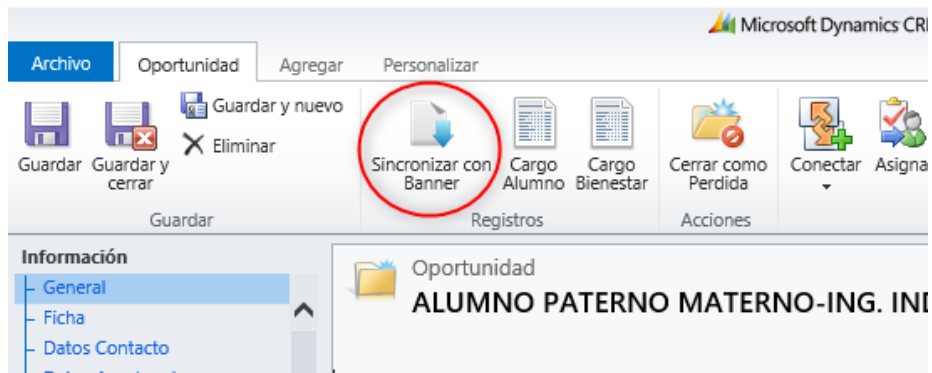 Microsoft Dynamics CR
Archivo Oportunidad Agregar Personalizar
Guardar
Guardar y cerrar
Guardar y nuevo
Eliminar
Guardar
Sincronizar con Banner
Cargo Alumno
Cargo Bienestar
Registros
Cerrar como Perdida
Acciones
Conectar
Asigna
Información
General
Ficha
Datos Contacto
Oportunidad
ALUMNO PATERNO MATERNO-ING. IND